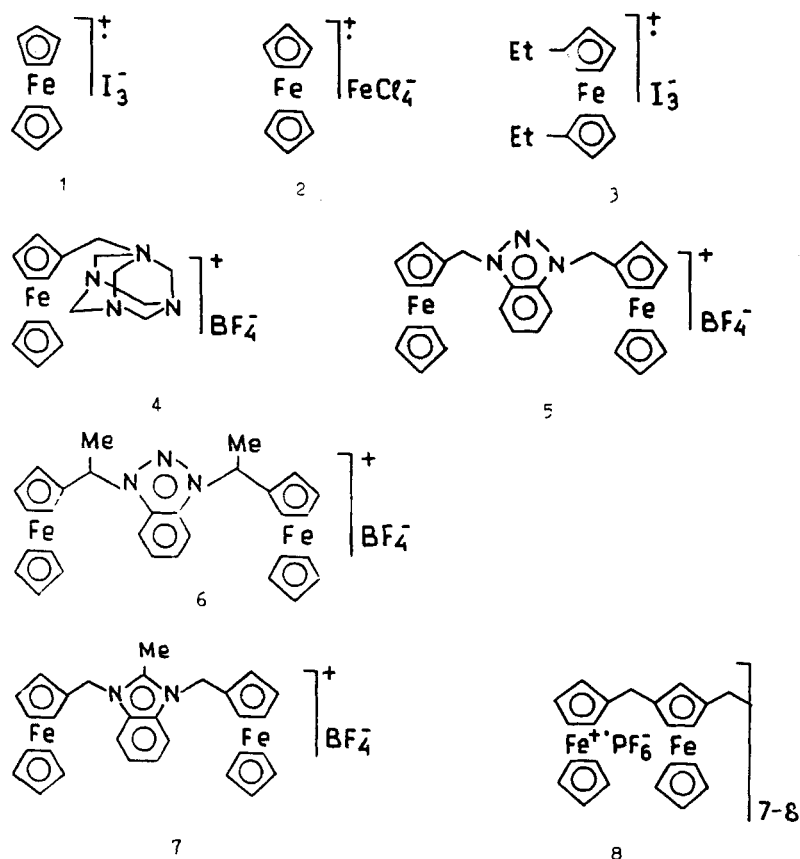 +·
+·
+·
Fe I₃⁻
Fe FeCl₄⁻
Et
Fe I₃⁻
Et
1
2
3
N
N
N N
Fe
+
BF₄⁻
4
N N N
Fe Fe
+
BF₄⁻
5
Me Me
N N N
Fe Fe
+
BF₄⁻
6
Me
N N
Fe Fe
+
BF₄⁻
7
Fe⁺·PF₆⁻ Fe
7-8
8